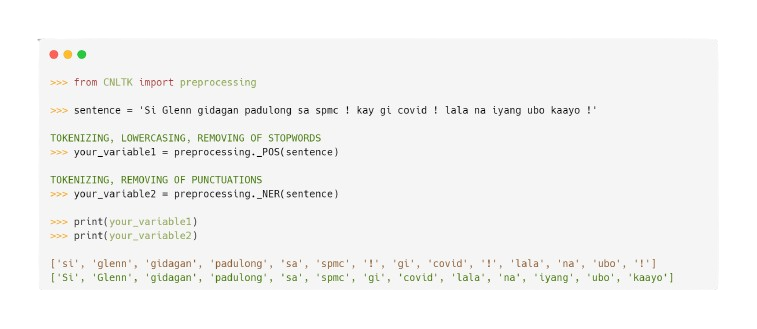 >>> from CNLTK import preprocessing
>>> sentence = 'Si Glenn gidagan padulong sa spmc ! kay gi covid ! lala na iyang ubo kaayo !'
TOKENIZING, LOWERCASING, REMOVING OF STOPWORDS
>>> your_variable1 = preprocessing._POS(sentence)
TOKENIZING, REMOVING OF PUNCTUATIONS
>>> your_variable2 = preprocessing._NER(sentence)
>>> print(your_variable1)
>>> print(your_variable2)
['si', 'glenn', 'gidagan', 'padulong', 'sa', 'spmc', '!', 'gi', 'covid', '!', 'lala', 'na', 'ubo', '!']
['Si', 'Glenn', 'gidagan', 'padulong', 'sa', 'spmc', 'gi', 'covid', 'lala', 'na', 'iyang', 'ubo', 'kaayo']